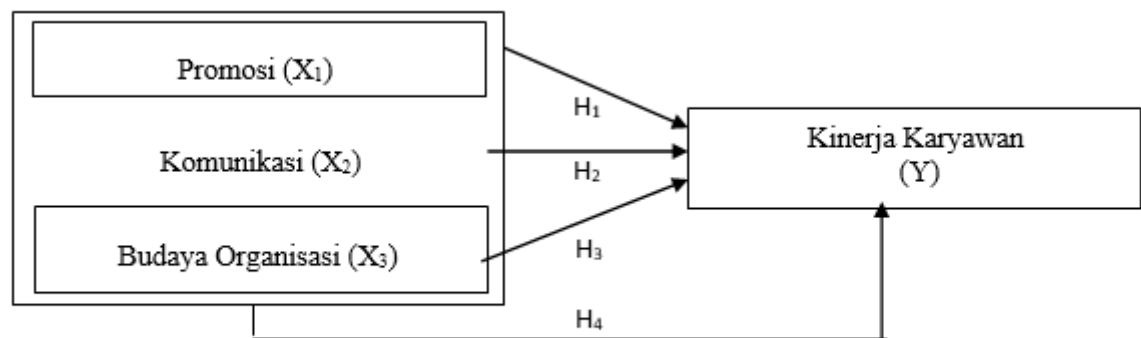 Promosi (X₁)
H₁
Kinerja Karyawan
(Y)
Komunikasi (X₂)
H₂
Budaya Organisasi (X₃)
H₃
H₄